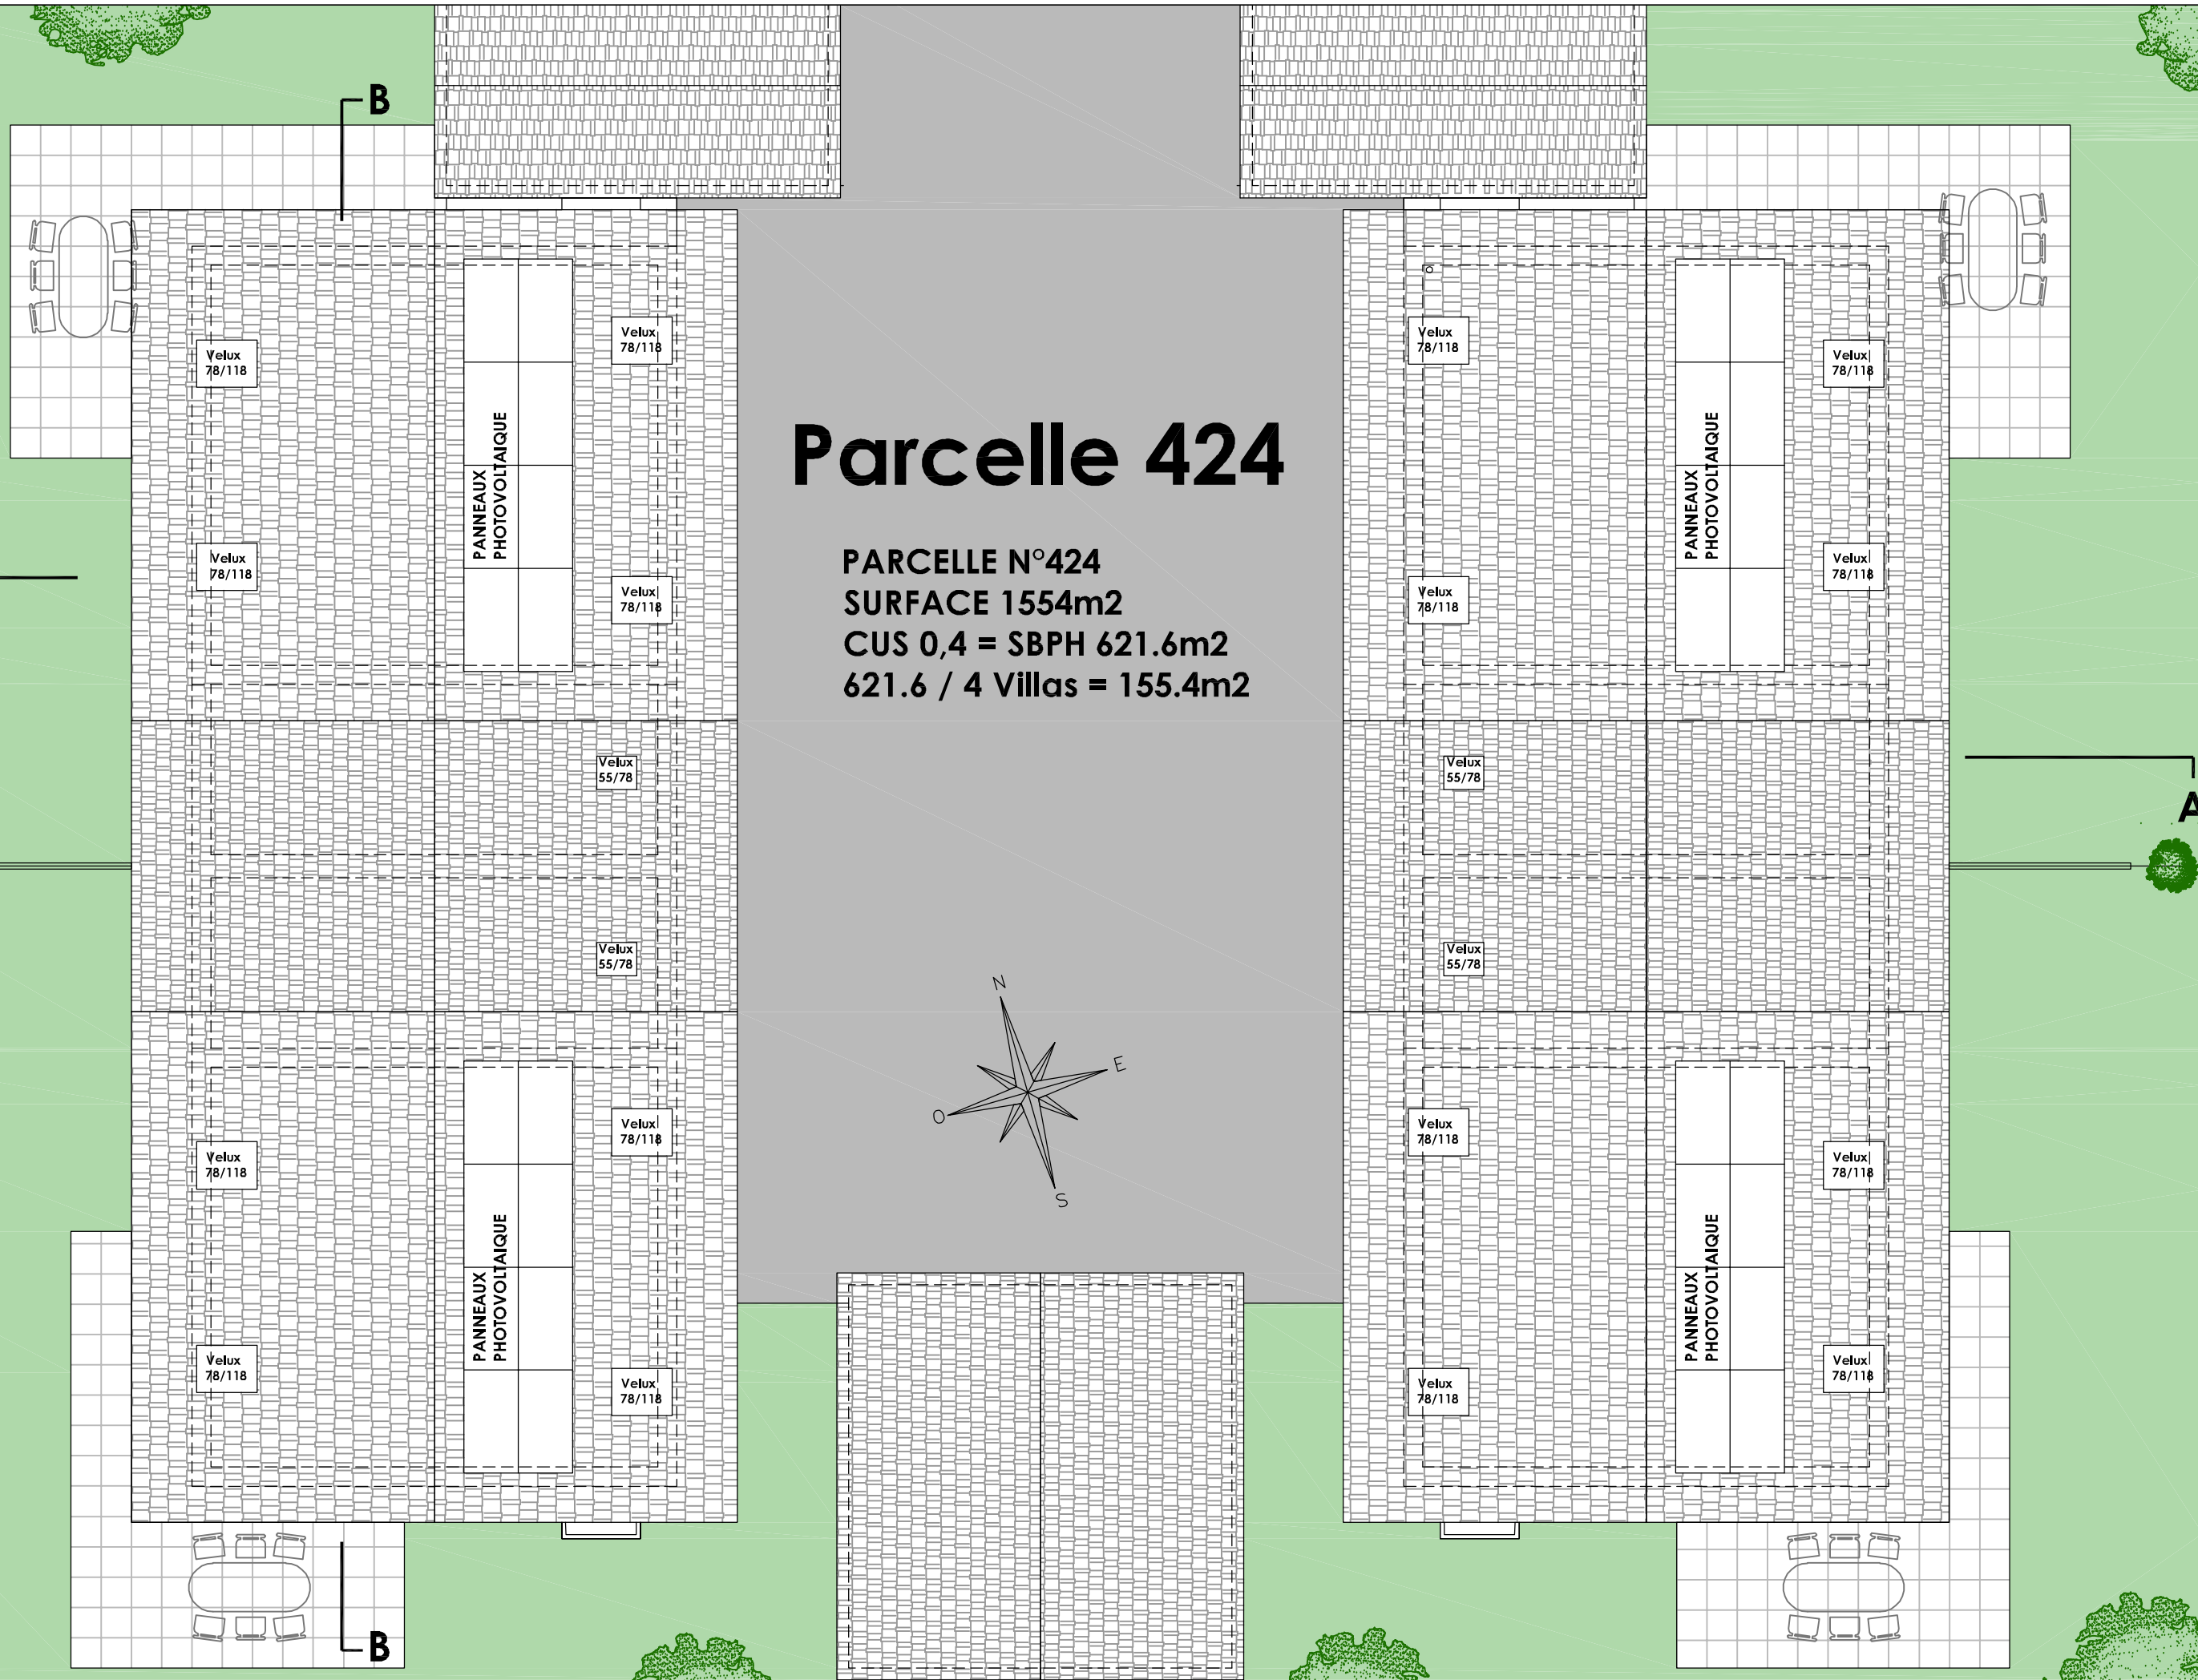 B
Velux
78/118
Velux
78/118
Velux
78/118
Velux
78/118
PANNEAUX
PHOTOVOLTAIQUE
PANNEAUX
PHOTOVOLTAIQUE
Parcelle 424
PARCELLE N°424
SURFACE 1554m2
CUS 0,4 = SBPH 621.6m2
621.6 / 4 Villas = 155.4m2
Velux
78/118
Velux
78/118
Velux
78/118
Velux
78/118
Velux
55/78
Velux
55/78
A
Velux
55/78
Velux
55/78
N
E
O
S
Velux
78/118
Velux
78/118
Velux
78/118
Velux
78/118
PANNEAUX
PHOTOVOLTAIQUE
PANNEAUX
PHOTOVOLTAIQUE
Velux
78/118
Velux
78/118
Velux
78/118
Velux
78/118
B